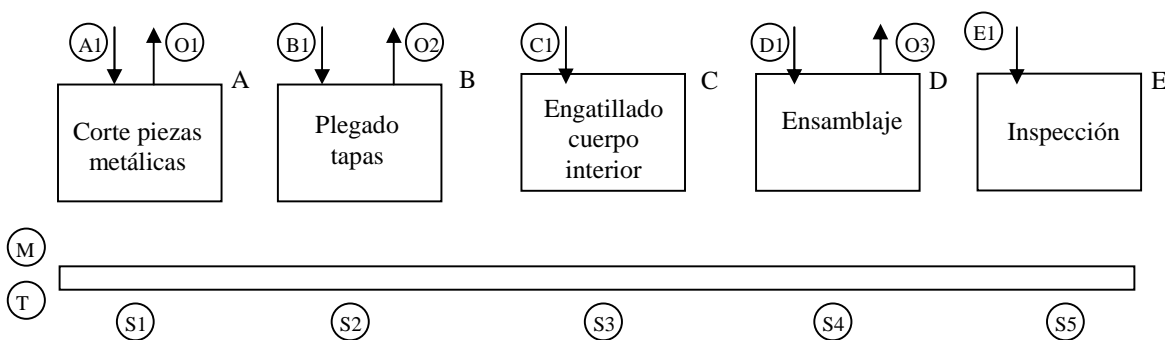 A1
O1
A
B1
O2
B
C1
C
D1
O3
D
E1
E
Corte piezas
metálicas
Plegado
tapas
Engatillado
cuerpo
interior
Ensamblaje
Inspección
M
T
S1
S2
S3
S4
S5